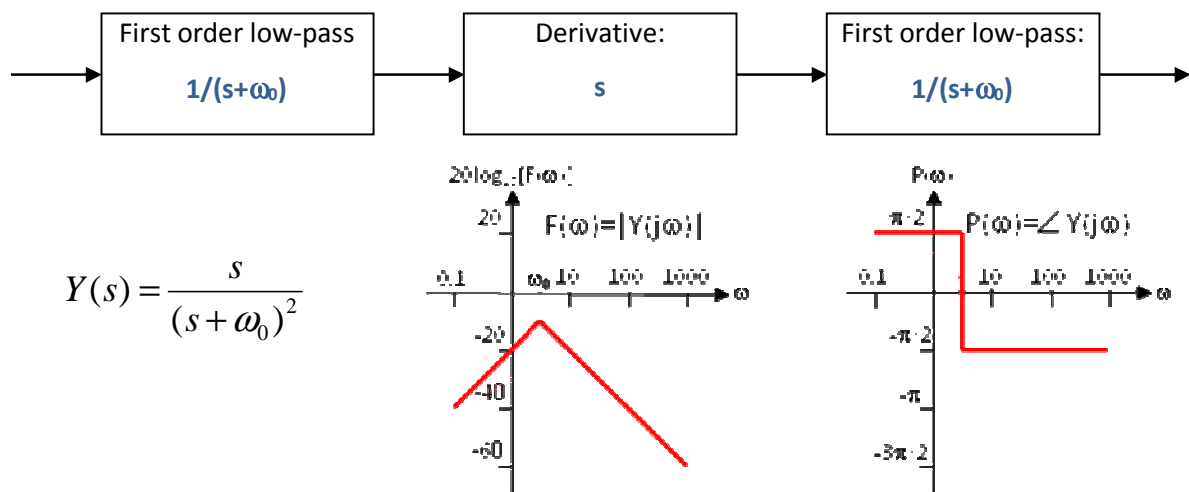 First order low-pass
1/(s+ω₀)
Derivative:
s
First order low-pass:
1/(s+ω₀)
Y(s) = s / (s + ω₀)²
F(ω)=|Y(jω)|
20
0.1
ω₀
10
100
1000
ω
-20
-40
-60
P(ω)
π/2
P(ω)=∠Y(jω)
0.1
10
100
1000
ω
-π/2
-π
-3π/2